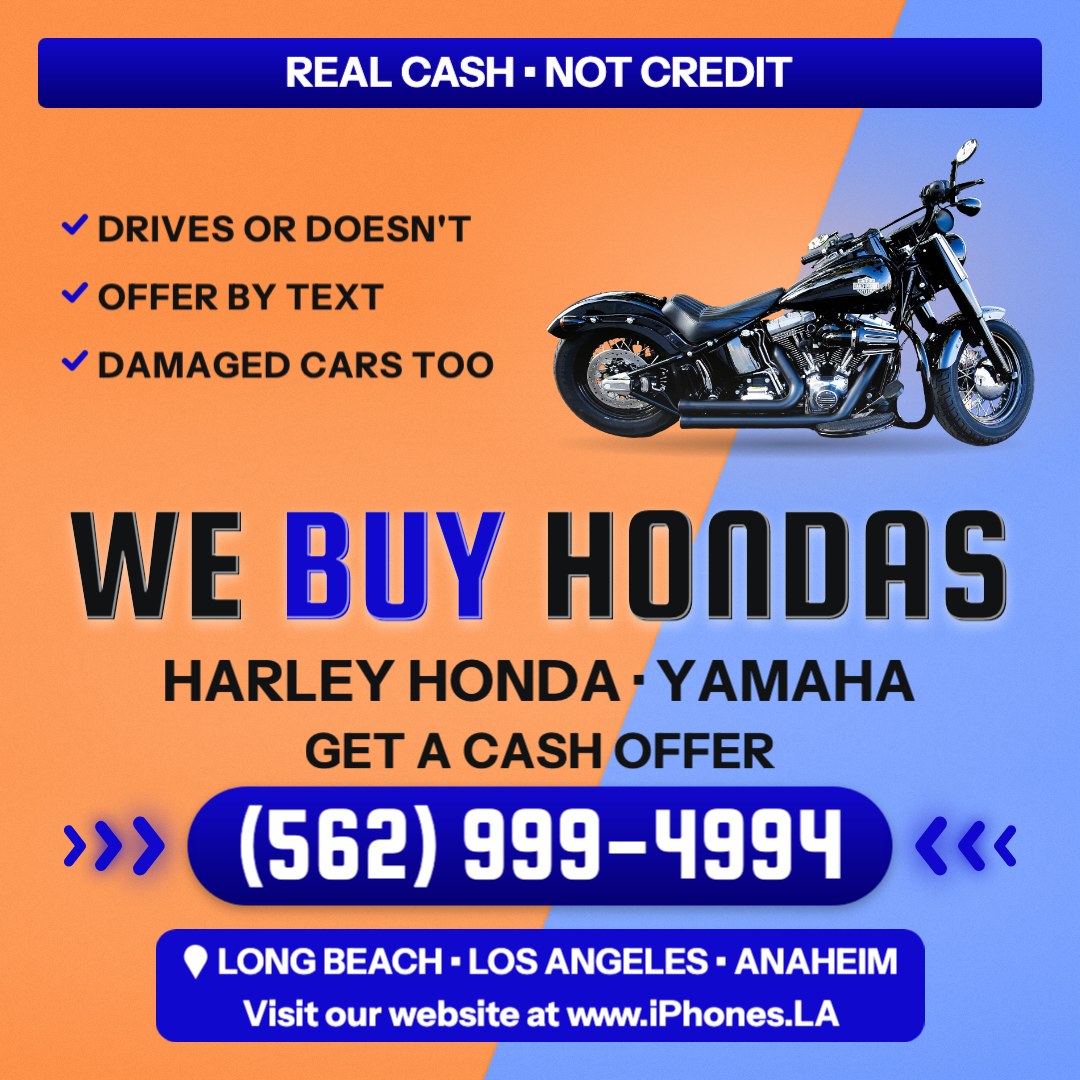 REAL CASH ▪ NOT CREDIT
DRIVES OR DOESN'T
OFFER BY TEXT
DAMAGED CARS TOO
WE BUY HONDAS
HARLEY HONDA · YAMAHA
GET A CASH OFFER
(562) 999-4994
LONG BEACH ▪ LOS ANGELES ▪ ANAHEIM
Visit our website at www.iPhones.LA